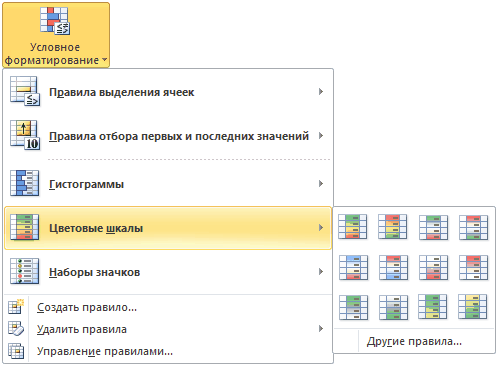 Условное
форматирование
Правила выделения ячеек
Правила отбора первых и последних значений
10
Гистограммы
Цветовые шкалы
Наборы значков
Создать правило...
Удалить правила
Управление правилами...
Другие правила...